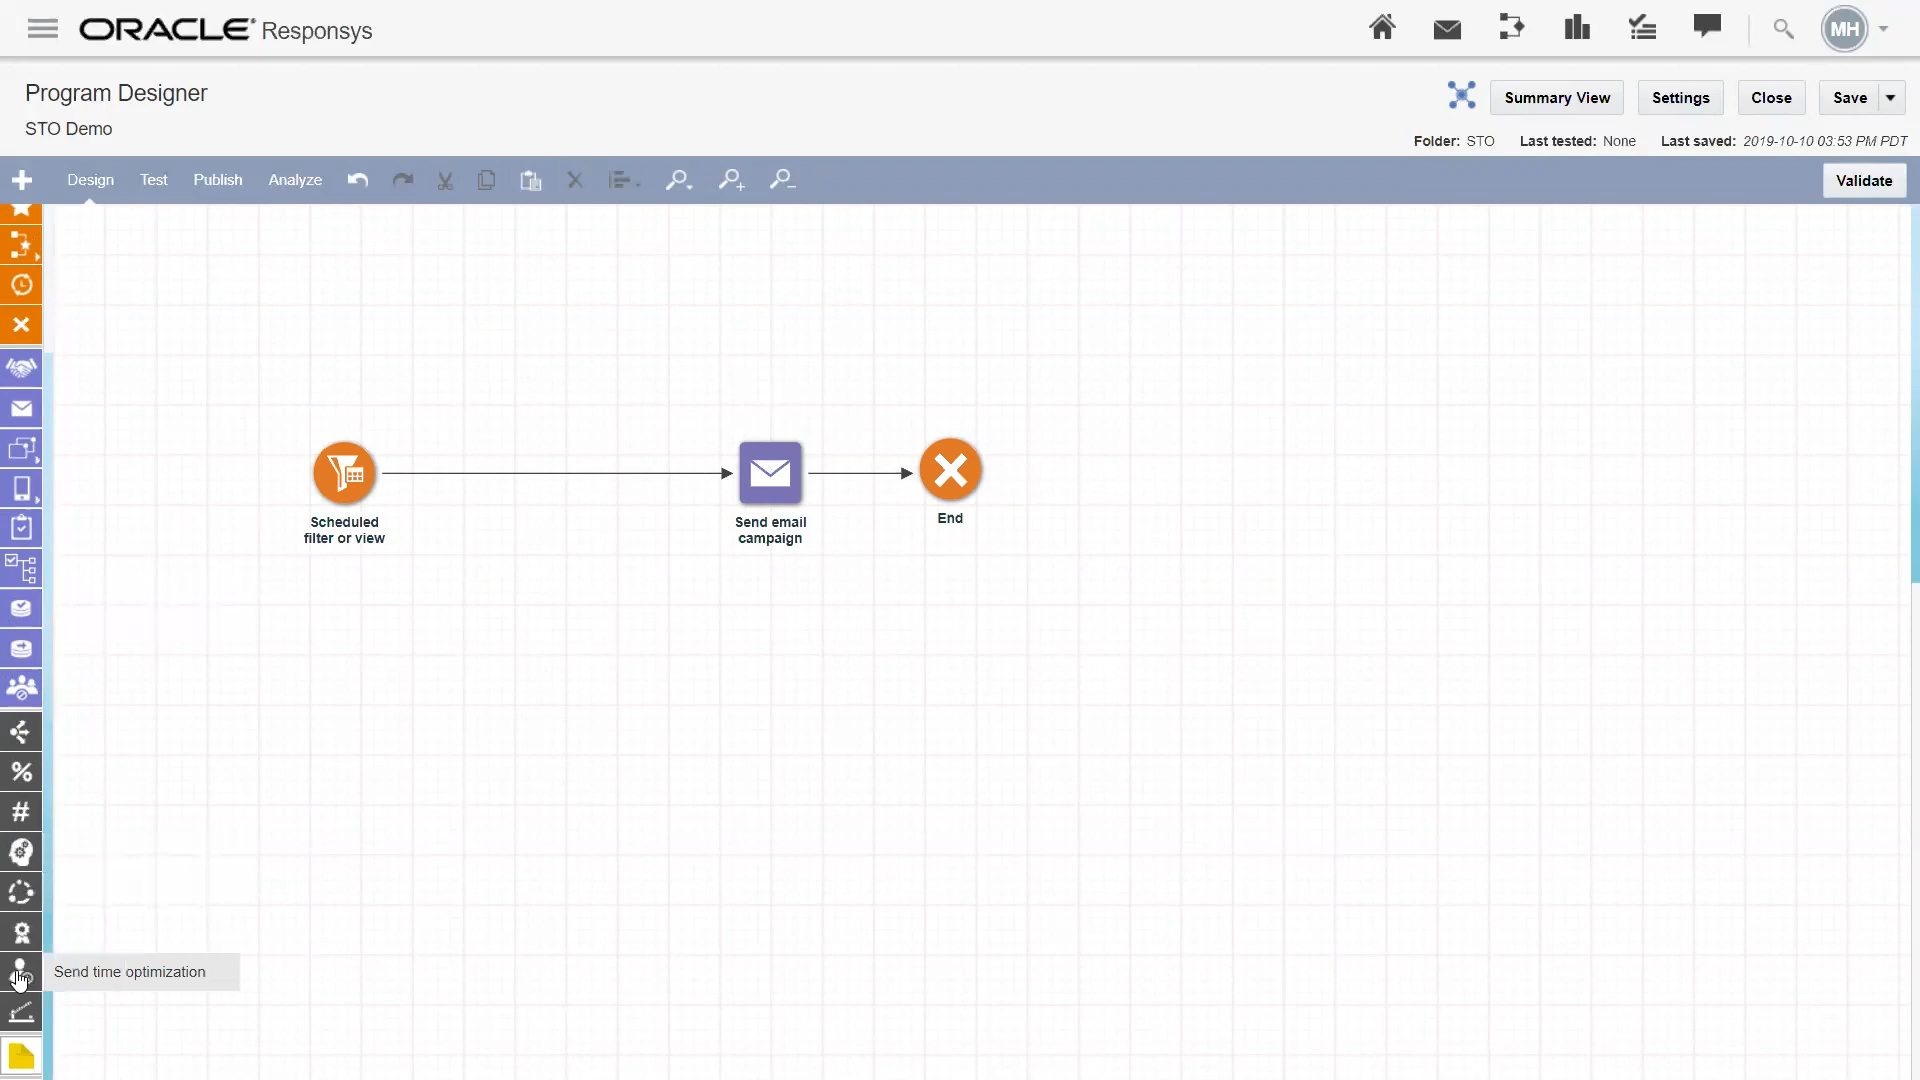 ORACLE Responsys
MH
Program Designer
STO Demo
Summary View
Settings
Close
Save
Folder: STO Last tested: None Last saved: 2019-10-10 03:53 PM PDT
Design Test Publish Analyze
Validate
Scheduled
filter or view
Send email
campaign
End
%
#
Send time optimization